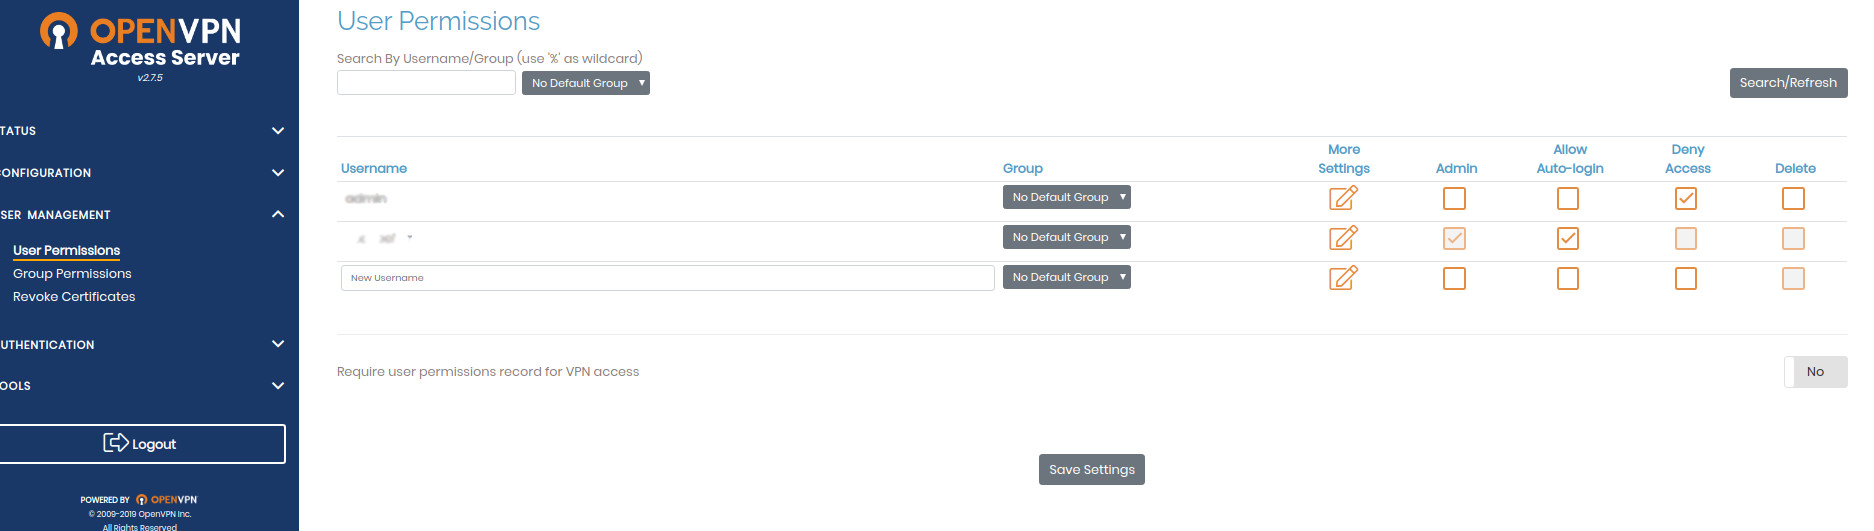 OPENVPN
Access Server
v2.7.5
TATUS
ONFIGURATION
SER MANAGEMENT
User Permissions
Group Permissions
Revoke Certificates
UTHENTICATION
OOLS
Logout
POWERED BY OPENVPN
© 2009-2019 OpenVPN Inc.
All Rights Reserved
User Permissions
Search By Username/Group (use '%' as wildcard)
No Default Group
Search/Refresh
Username Group More Settings Admin Allow Auto-login Deny Access Delete
admin No Default Group
No Default Group
New Username No Default Group
Require user permissions record for VPN access No
Save Settings